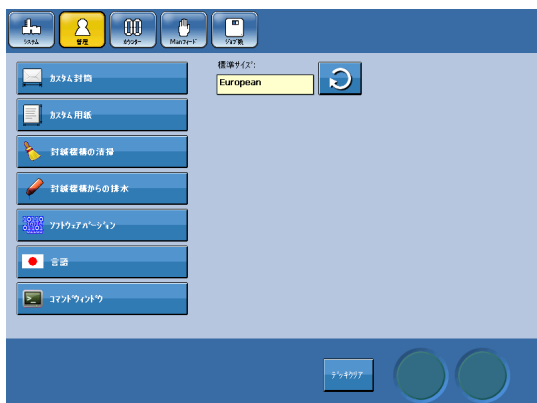 ｼｽﾃﾑ
管理
ｶｳﾝﾀｰ
Manﾌｨｰﾄﾞ
ｼﾞｮﾌﾞ数
標準ｻｲｽﾞ:
European
ｶｽﾀﾑ封筒
ｶｽﾀﾑ用紙
封緘機構の清掃
封緘機構からの排水
ｿﾌﾄｳｪｱﾊﾞｰｼﾞｮﾝ
言語
ｺﾏﾝﾄﾞｳｨﾝﾄﾞｳ
ﾃﾞｯｷｸﾘｱ